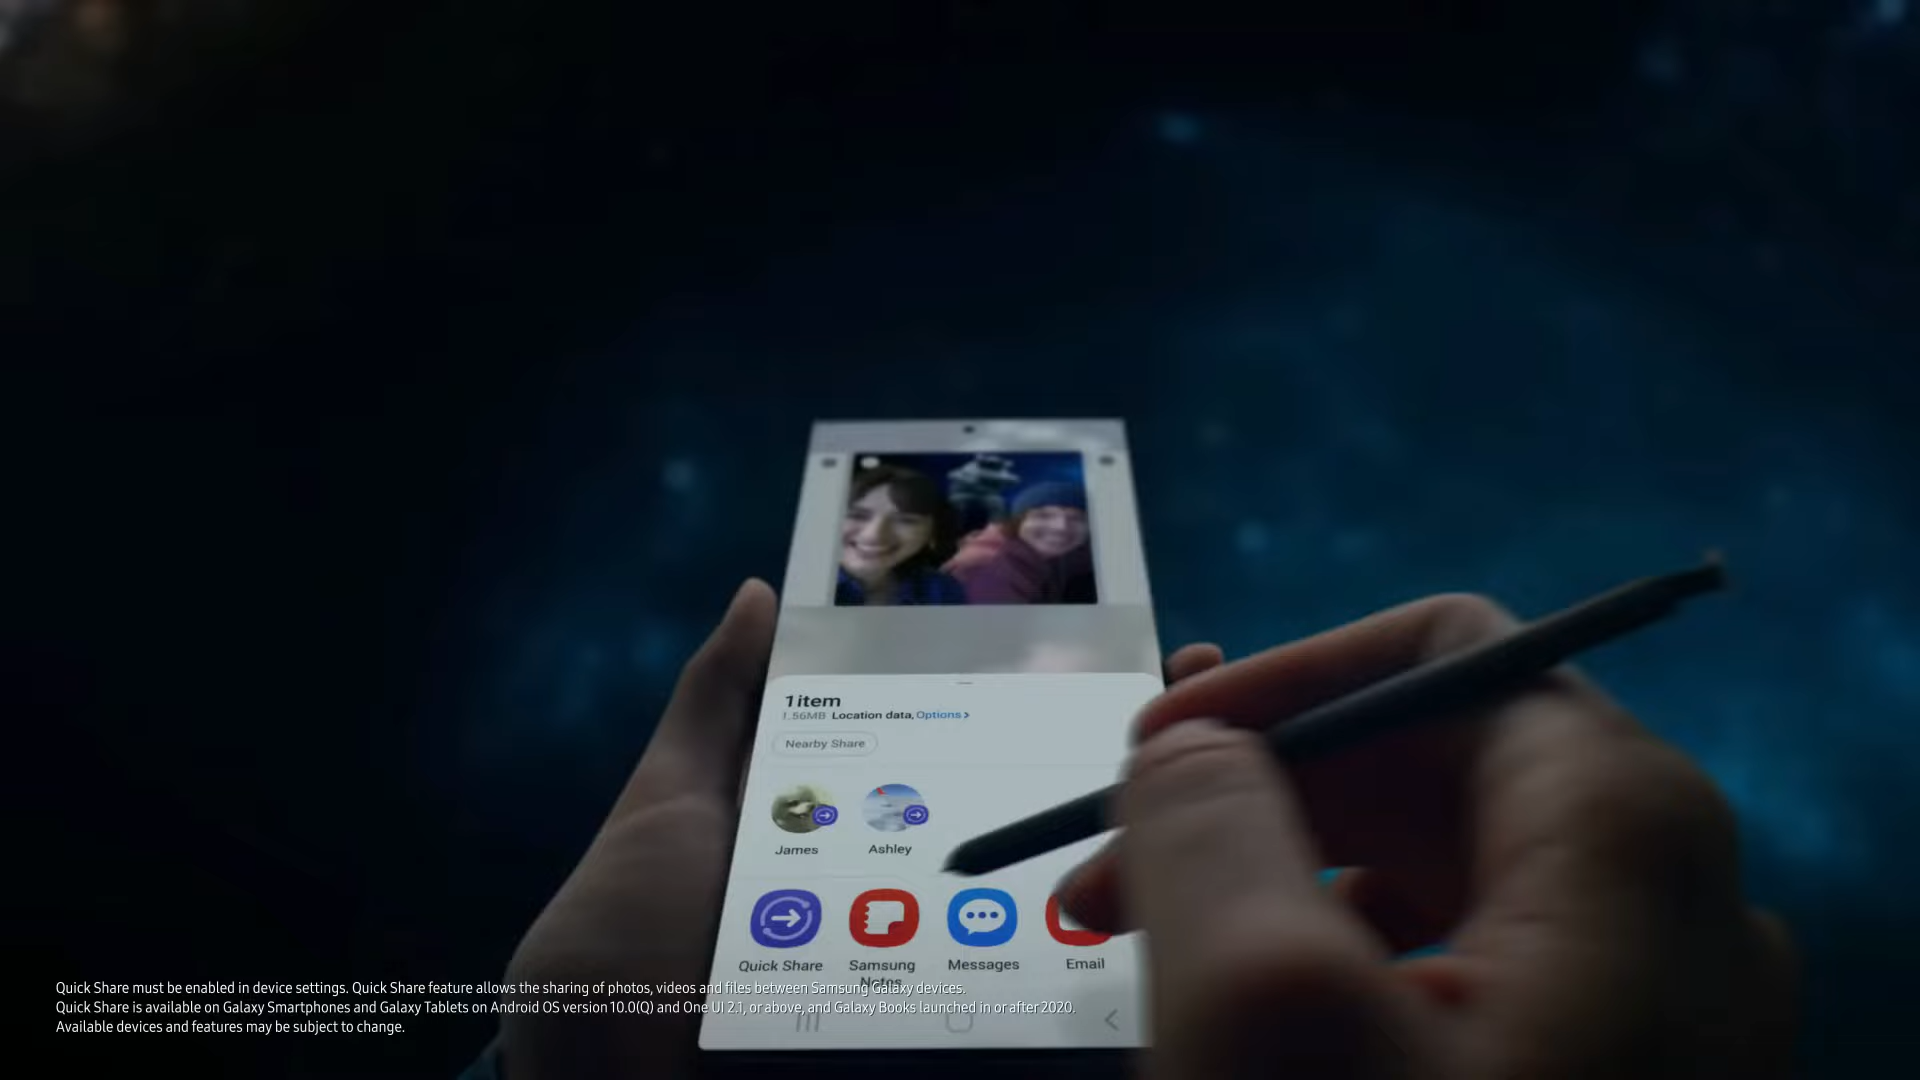 1 item
1.56MB Location data, Options >
Nearby Share
James
Ashley
Quick Share
Samsung
Notes
Messages
Email
Quick Share must be enabled in device settings. Quick Share feature allows the sharing of photos, videos and files between Samsung Galaxy devices.
Quick Share is available on Galaxy Smartphones and Galaxy Tablets on Android OS version 10.0(Q) and One UI 2.1, or above, and Galaxy Books launched in or after 2020.
Available devices and features may be subject to change.